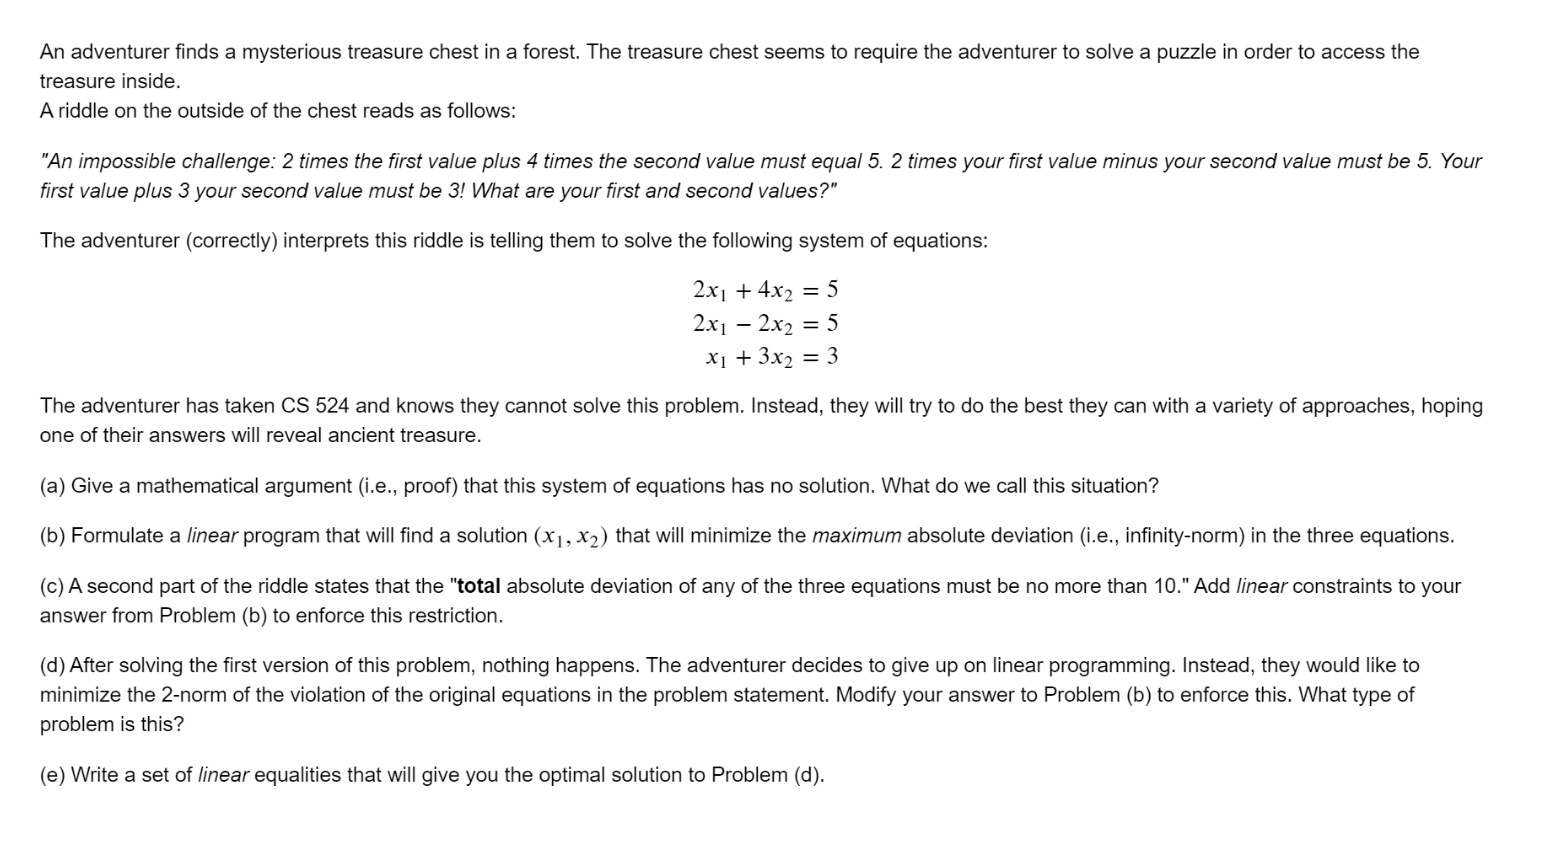 An adventurer finds a mysterious treasure chest in a forest. The treasure chest seems to require the adventurer to solve a puzzle in order to access the
treasure inside.
A riddle on the outside of the chest reads as follows:
"An impossible challenge: 2 times the first value plus 4 times the second value must equal 5. 2 times your first value minus your second value must be 5. Your
first value plus 3 your second value must be 3! What are your first and second values?"
The adventurer (correctly) interprets this riddle is telling them to solve the following system of equations:
2x₁ + 4x₂ = 5
2x₁ − 2x₂ = 5
x₁ + 3x₂ = 3
The adventurer has taken CS 524 and knows they cannot solve this problem. Instead, they will try to do the best they can with a variety of approaches, hoping
one of their answers will reveal ancient treasure.
(a) Give a mathematical argument (i.e., proof) that this system of equations has no solution. What do we call this situation?
(b) Formulate a linear program that will find a solution (x₁, x₂) that will minimize the maximum absolute deviation (i.e., infinity-norm) in the three equations.
(c) A second part of the riddle states that the "total absolute deviation of any of the three equations must be no more than 10." Add linear constraints to your
answer from Problem (b) to enforce this restriction.
(d) After solving the first version of this problem, nothing happens. The adventurer decides to give up on linear programming. Instead, they would like to
minimize the 2-norm of the violation of the original equations in the problem statement. Modify your answer to Problem (b) to enforce this. What type of
problem is this?
(e) Write a set of linear equalities that will give you the optimal solution to Problem (d).